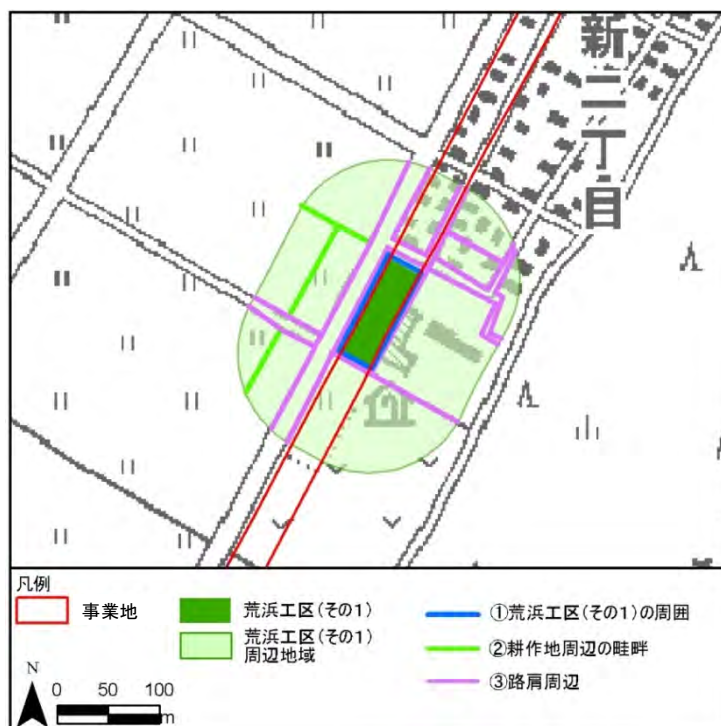 新二丁目
凡例
事業地
荒浜工区(その1)
荒浜工区(その1)
周辺地域
①荒浜工区(その1)の周囲
②耕作地周辺の畦畔
③路肩周辺
N
0 50 100
m